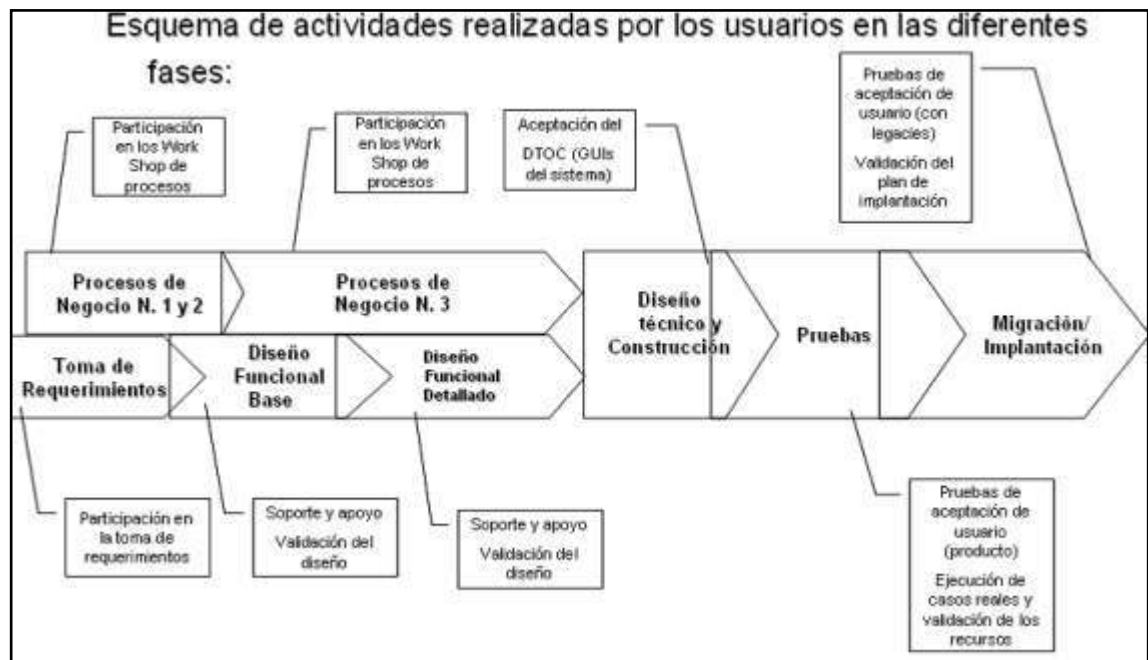 Esquema de actividades realizadas por los usuarios en las diferentes
fases:
Participación
en los Work
Shop de
procesos
Participación
en los Work
Shop de
procesos
Aceptación del
DTOC (GUIs
del sistema)
Pruebas de
aceptación de
usuario (con
legacies)
Validación del
plan de
implantación
Procesos de
Negocio N. 1 y 2
Procesos de
Negocio N. 3
Diseño
técnico y
Construcción
Pruebas
Migración/
Implantación
Toma de
Requerimientos
Diseño
Funcional
Base
Diseño
Funcional
Detallado
Participación en
la toma de
requerimientos
Soporte y apoyo
Validación del
diseño
Soporte y apoyo
Validación del
diseño
Pruebas de
aceptación de
usuario
(producto)
Ejecución de
casos reales y
validación de los
recursos